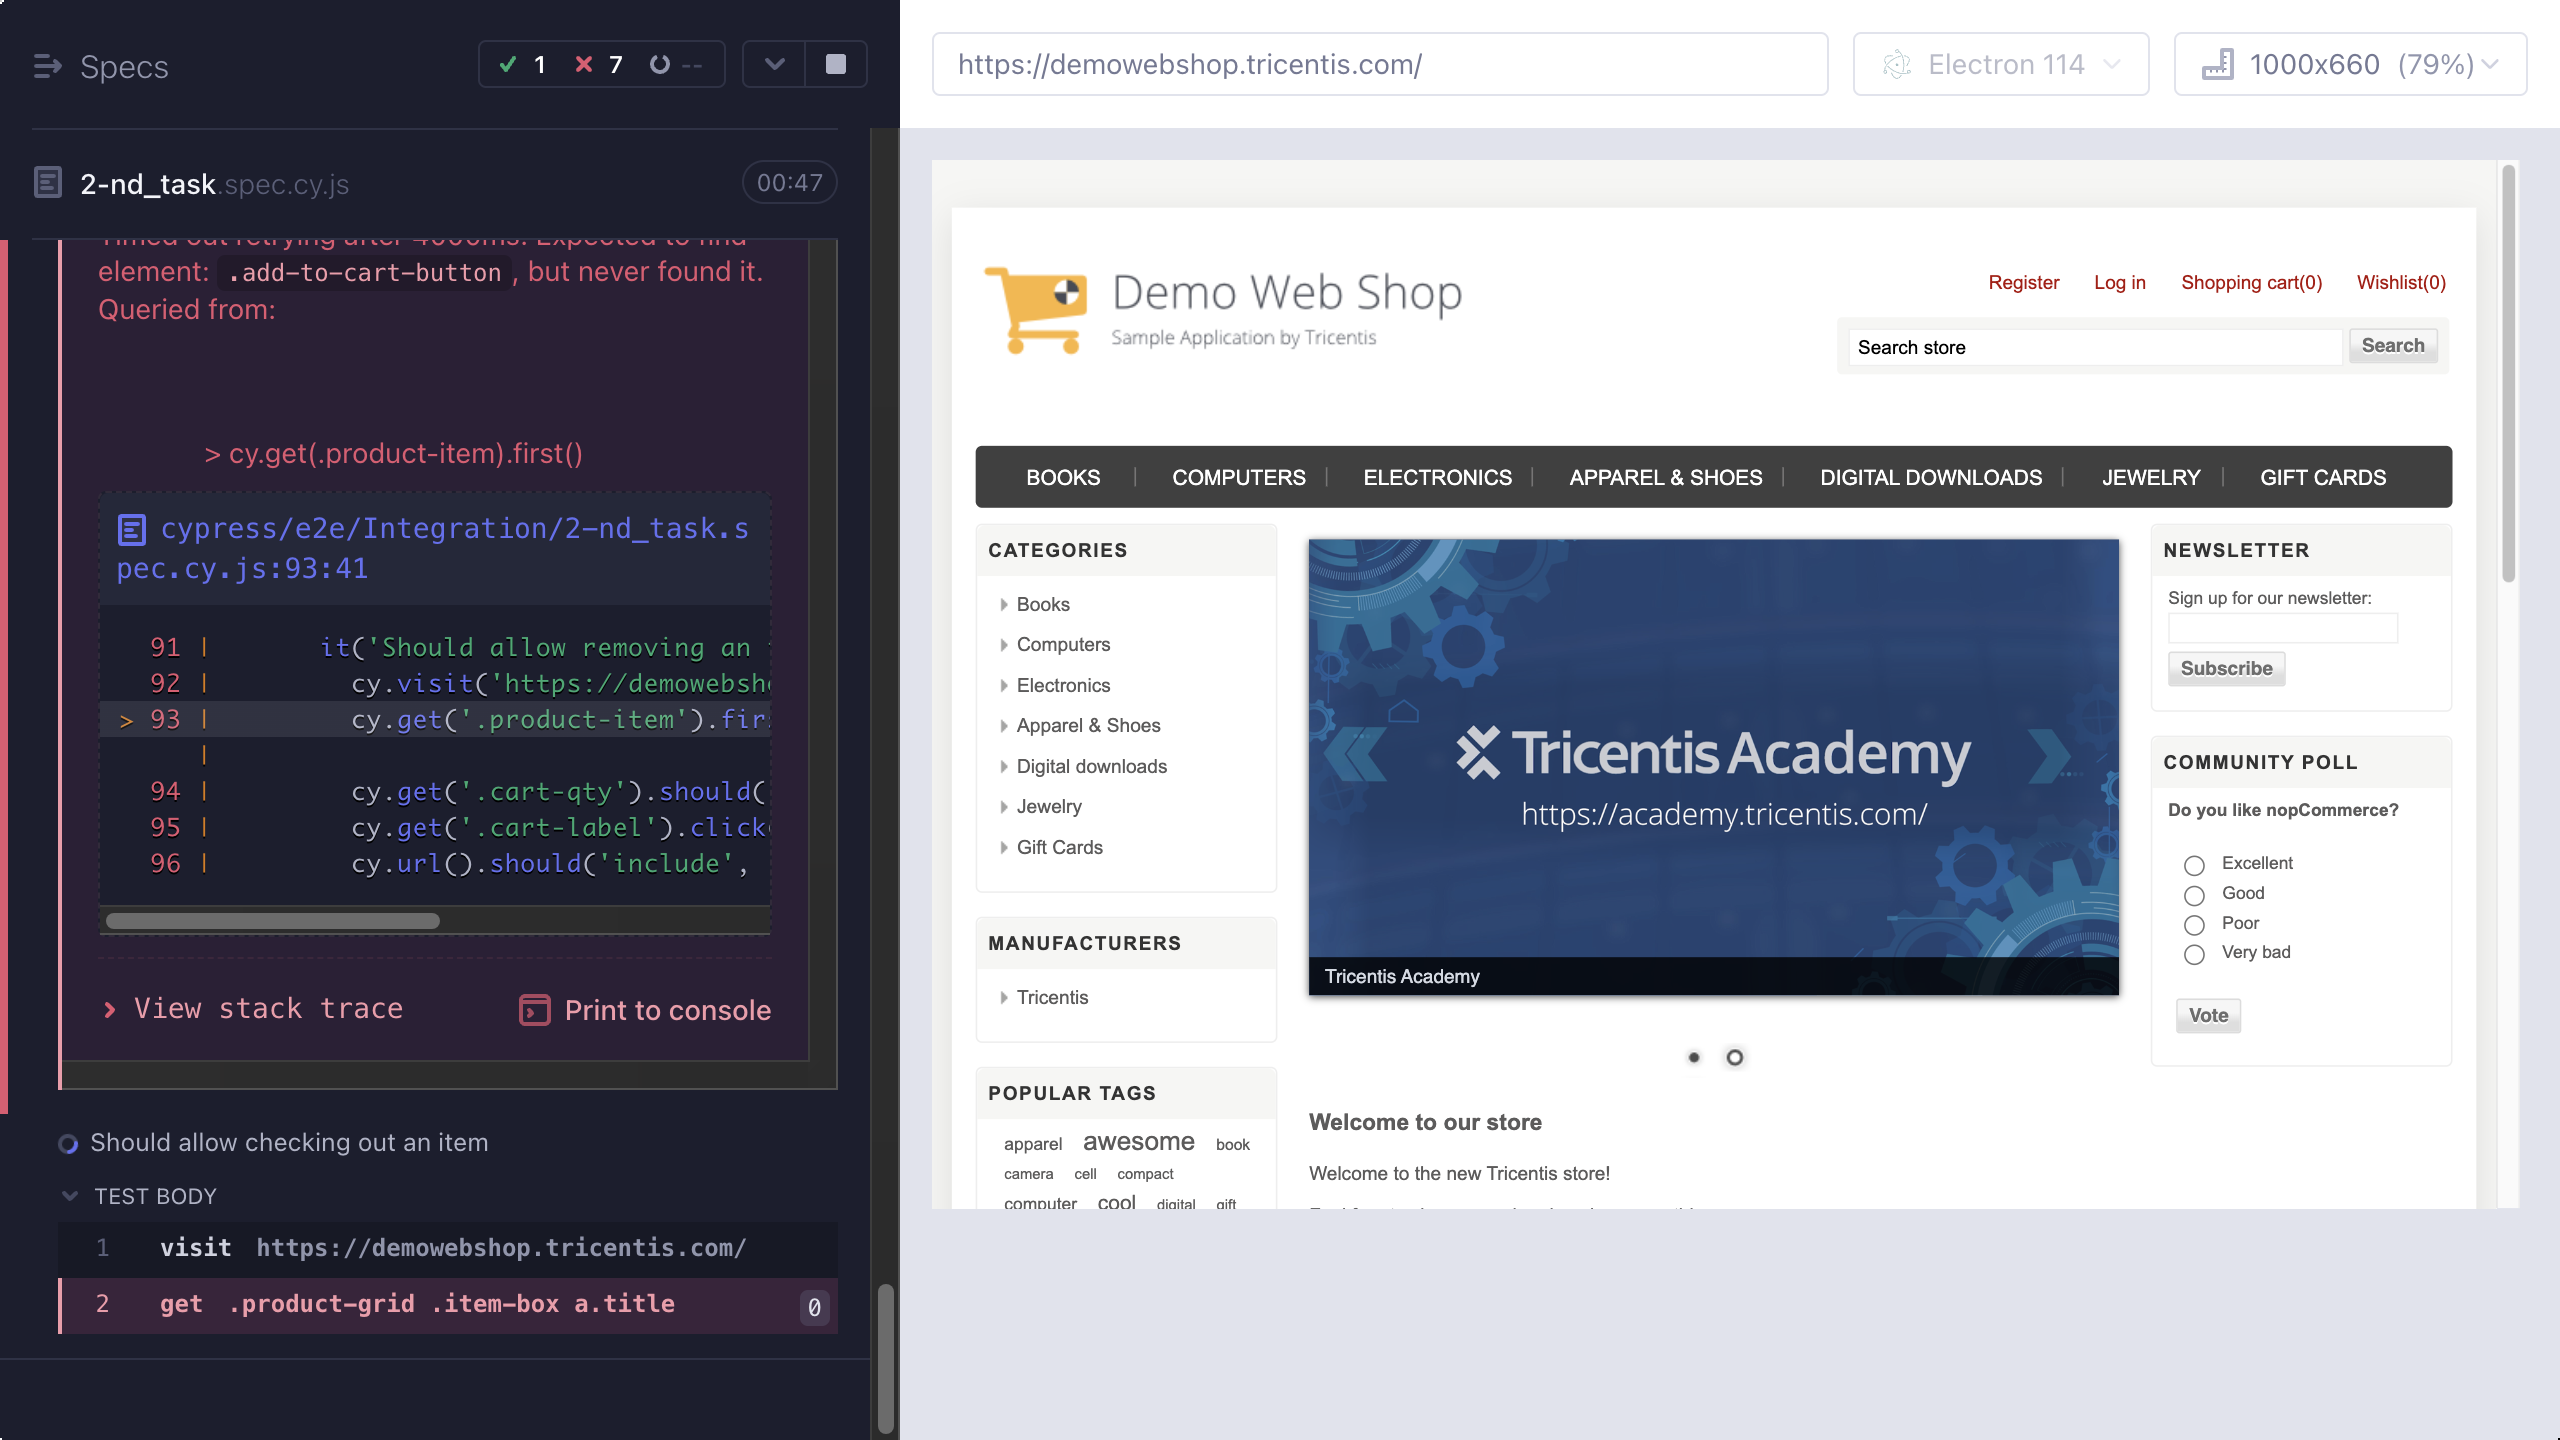 Specs
1 7 --
2-nd_task.spec.cy.js 00:47
Timed out retrying after 4000ms: Expected to find
element: .add-to-cart-button, but never found it.
Queried from:
> cy.get(.product-item).first()
cypress/e2e/Integration/2-nd_task.s
pec.cy.js:93:41
91 | it('Should allow removing an
92 | cy.visit('https://demowebsh
> 93 | cy.get('.product-item').fir
|
94 | cy.get('.cart-qty').should(
95 | cy.get('.cart-label').click
96 | cy.url().should('include',
View stack trace Print to console
Should allow checking out an item
TEST BODY
1 visit https://demowebshop.tricentis.com/
2 get .product-grid .item-box a.title 0
https://demowebshop.tricentis.com/ Electron 114 1000x660 (79%)
Demo Web Shop
Sample Application by Tricentis
Register Log in Shopping cart(0) Wishlist(0)
Search store Search
BOOKS COMPUTERS ELECTRONICS APPAREL & SHOES DIGITAL DOWNLOADS JEWELRY GIFT CARDS
CATEGORIES
Books
Computers
Electronics
Apparel & Shoes
Digital downloads
Jewelry
Gift Cards
MANUFACTURERS
Tricentis
POPULAR TAGS
apparel awesome book
camera cell compact
computer cool digital gift
Tricentis Academy
https://academy.tricentis.com/
Tricentis Academy
Welcome to our store
Welcome to the new Tricentis store!
NEWSLETTER
Sign up for our newsletter:
Subscribe
COMMUNITY POLL
Do you like nopCommerce?
Excellent
Good
Poor
Very bad
Vote